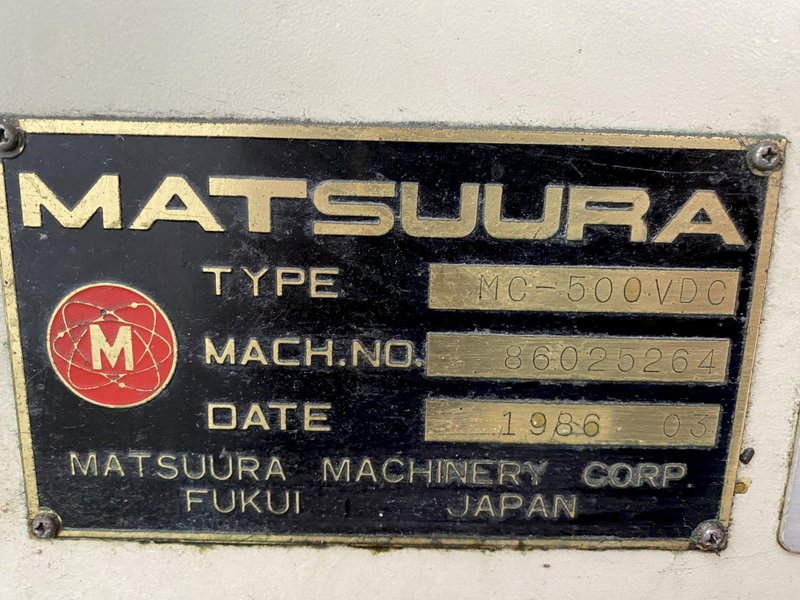 MATSUURA
TYPE MC-500VDC
M
MACH.NO. 86025264
DATE 1986 03
MATSUURA MACHINERY CORP.
FUKUI JAPAN